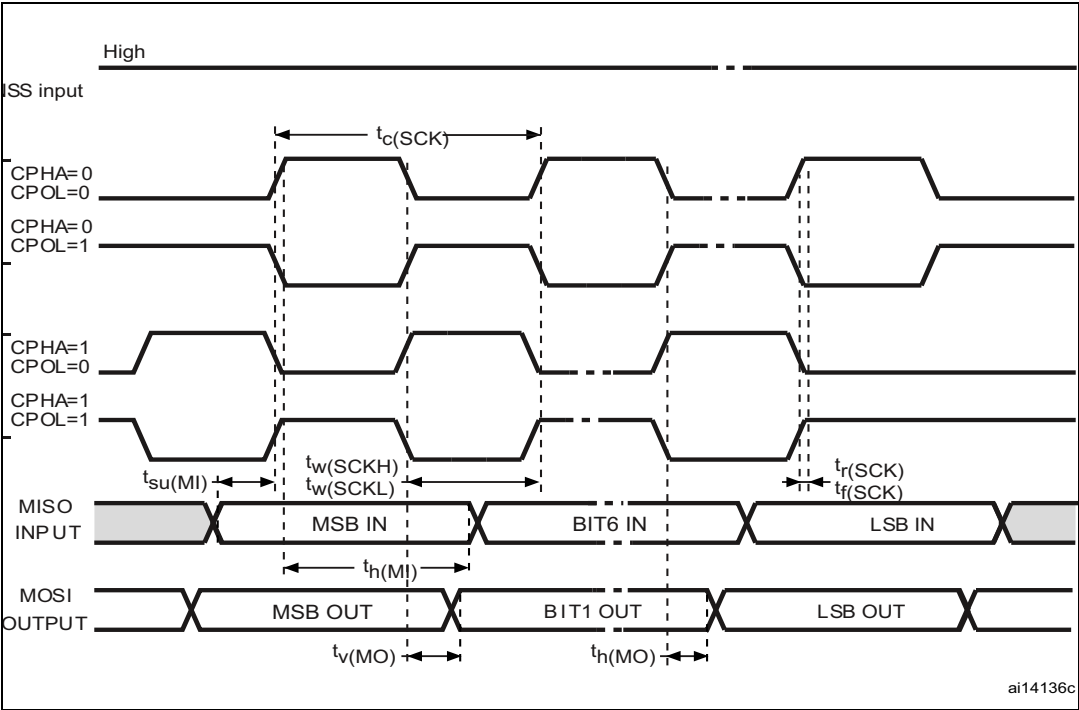 High
ISS input
tc(SCK)
CPHA=0
CPOL=0
CPHA=0
CPOL=1
CPHA=1
CPOL=0
CPHA=1
CPOL=1
tsu(MI)
tw(SCKH)
tw(SCKL)
tr(SCK)
tf(SCK)
MISO
INPUT
MSB IN
BIT6 IN
LSB IN
th(MI)
MOSI
OUTPUT
MSB OUT
BIT1 OUT
LSB OUT
tv(MO)
th(MO)
ai14136c